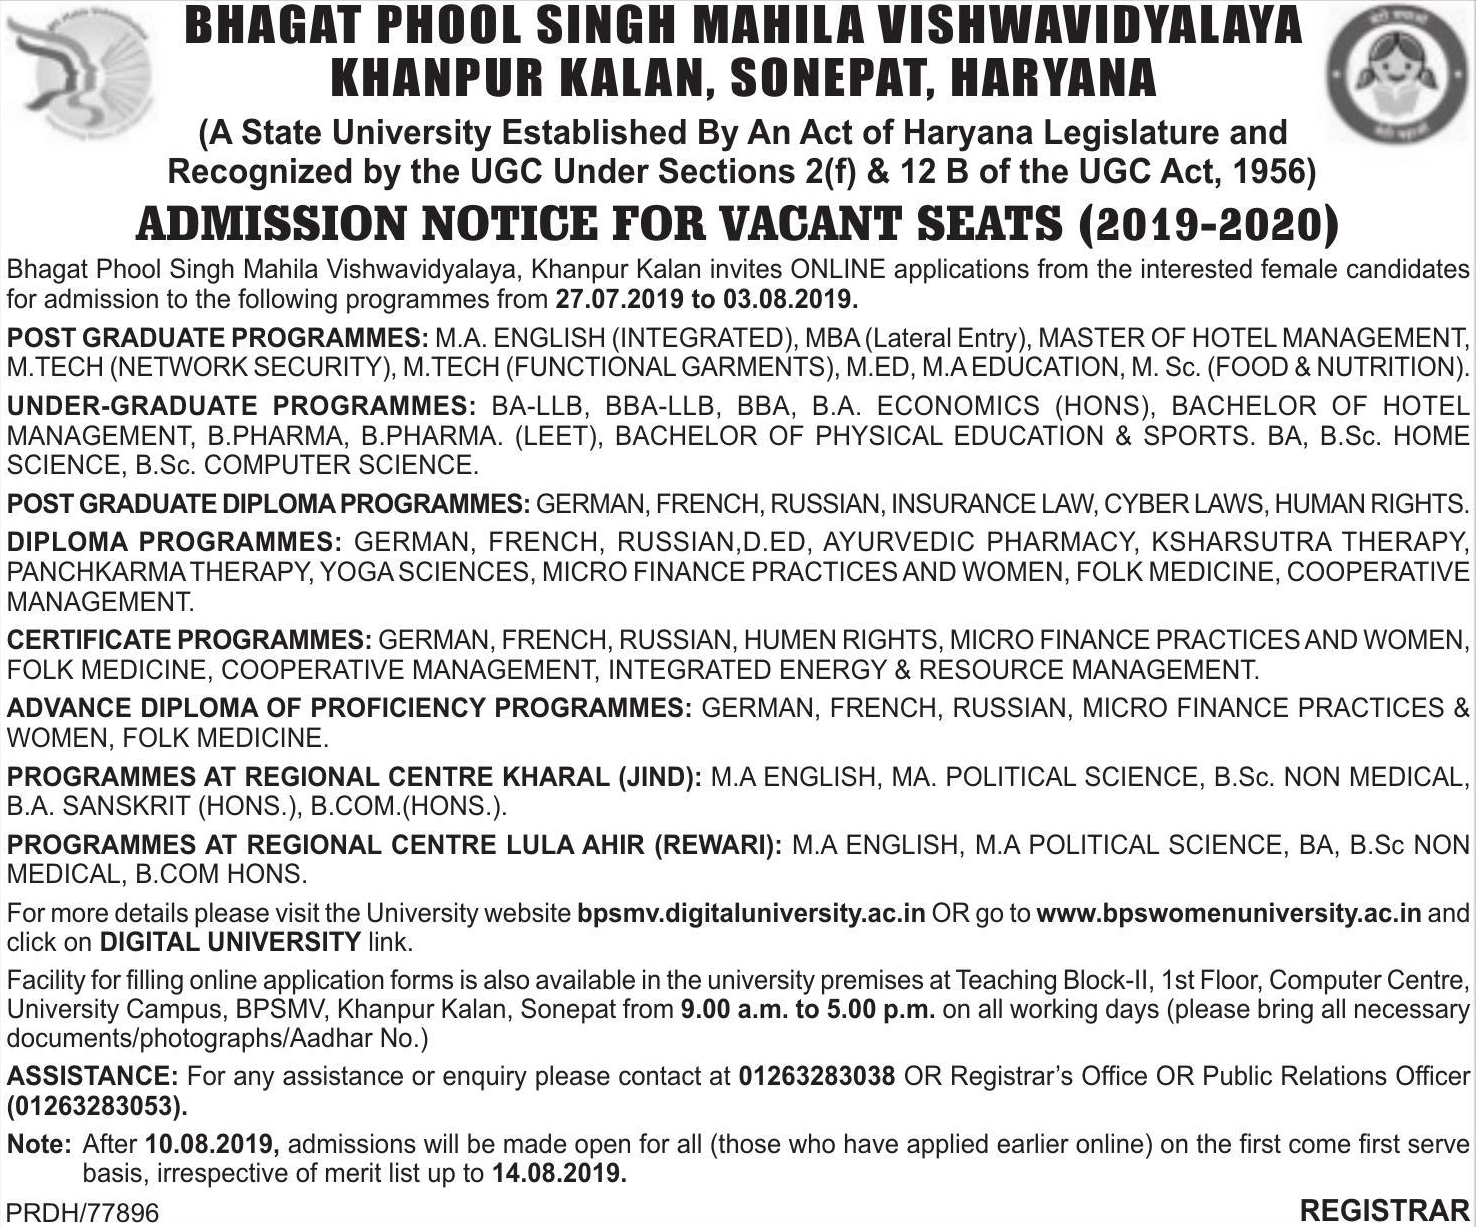 BHAGAT PHOOL SINGH MAHILA VISHWAVIDYALAYA
KHANPUR KALAN, SONEPAT, HARYANA
(A State University Established By An Act of Haryana Legislature and
Recognized by the UGC Under Sections 2(f) & 12 B of the UGC Act, 1956)
ADMISSION NOTICE FOR VACANT SEATS (2019-2020)
Bhagat Phool Singh Mahila Vishwavidyalaya, Khanpur Kalan invites ONLINE applications from the interested female candidates
for admission to the following programmes from 27.07.2019 to 03.08.2019.
POST GRADUATE PROGRAMMES: M.A. ENGLISH (INTEGRATED), MBA (Lateral Entry), MASTER OF HOTEL MANAGEMENT,
M.TECH (NETWORK SECURITY), M.TECH (FUNCTIONAL GARMENTS), M.ED, M.A EDUCATION, M. Sc. (FOOD & NUTRITION).
UNDER-GRADUATE PROGRAMMES: BA-LLB, BBA-LLB, BBA, B.A. ECONOMICS (HONS), BACHELOR OF HOTEL
MANAGEMENT, B.PHARMA, B.PHARMA. (LEET), BACHELOR OF PHYSICAL EDUCATION & SPORTS. BA, B.Sc. HOME
SCIENCE, B.Sc. COMPUTER SCIENCE.
POST GRADUATE DIPLOMA PROGRAMMES: GERMAN, FRENCH, RUSSIAN, INSURANCE LAW, CYBER LAWS, HUMAN RIGHTS.
DIPLOMA PROGRAMMES: GERMAN, FRENCH, RUSSIAN,D.ED, AYURVEDIC PHARMACY, KSHARSUTRA THERAPY,
PANCHKARMA THERAPY, YOGA SCIENCES, MICRO FINANCE PRACTICES AND WOMEN, FOLK MEDICINE, COOPERATIVE
MANAGEMENT.
CERTIFICATE PROGRAMMES: GERMAN, FRENCH, RUSSIAN, HUMEN RIGHTS, MICRO FINANCE PRACTICES AND WOMEN,
FOLK MEDICINE, COOPERATIVE MANAGEMENT, INTEGRATED ENERGY & RESOURCE MANAGEMENT.
ADVANCE DIPLOMA OF PROFICIENCY PROGRAMMES: GERMAN, FRENCH, RUSSIAN, MICRO FINANCE PRACTICES &
WOMEN, FOLK MEDICINE.
PROGRAMMES AT REGIONAL CENTRE KHARAL (JIND): M.A ENGLISH, MA. POLITICAL SCIENCE, B.Sc. NON MEDICAL,
B.A. SANSKRIT (HONS.), B.COM.(HONS.).
PROGRAMMES AT REGIONAL CENTRE LULA AHIR (REWARI): M.A ENGLISH, M.A POLITICAL SCIENCE, BA, B.Sc NON
MEDICAL, B.COM HONS.
For more details please visit the University website bpsmv.digitaluniversity.ac.in OR go to www.bpswomenuniversity.ac.in and
click on DIGITAL UNIVERSITY link.
Facility for filling online application forms is also available in the university premises at Teaching Block-II, 1st Floor, Computer Centre,
University Campus, BPSMV, Khanpur Kalan, Sonepat from 9.00 a.m. to 5.00 p.m. on all working days (please bring all necessary
documents/photographs/Aadhar No.)
ASSISTANCE: For any assistance or enquiry please contact at 01263283038 OR Registrar's Office OR Public Relations Officer
(01263283053).
Note: After 10.08.2019, admissions will be made open for all (those who have applied earlier online) on the first come first serve
basis, irrespective of merit list up to 14.08.2019.
PRDH/77896
REGISTRAR